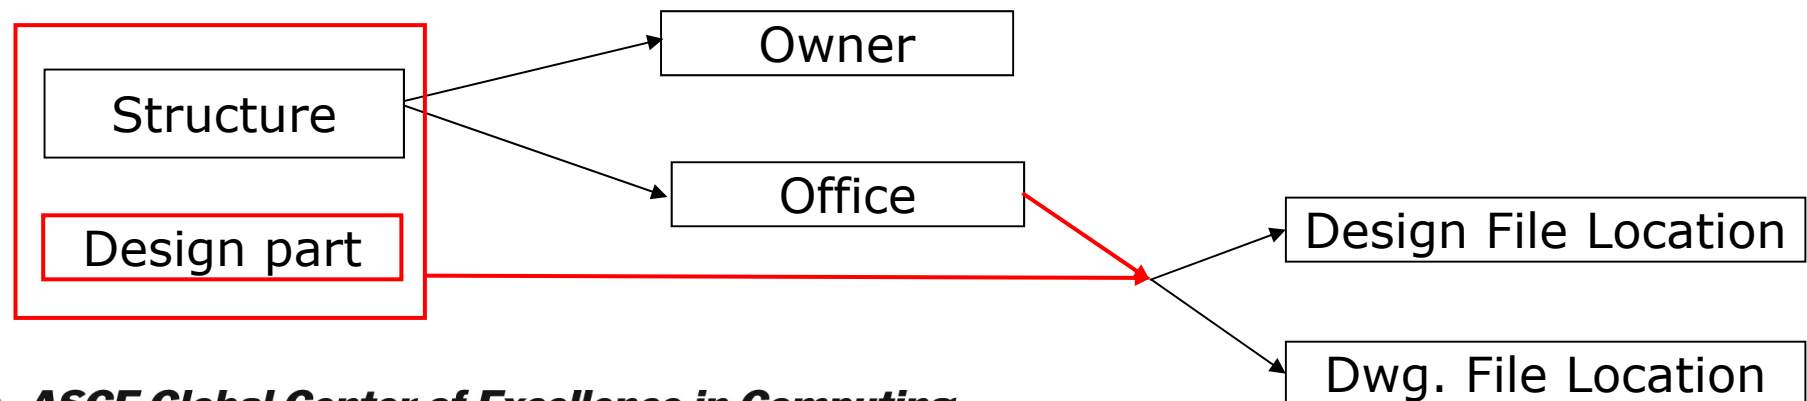 Owner
Structure
Office
Design File Location
Design part
Dwg. File Location
ASCE Global Center of Excellence in Computing